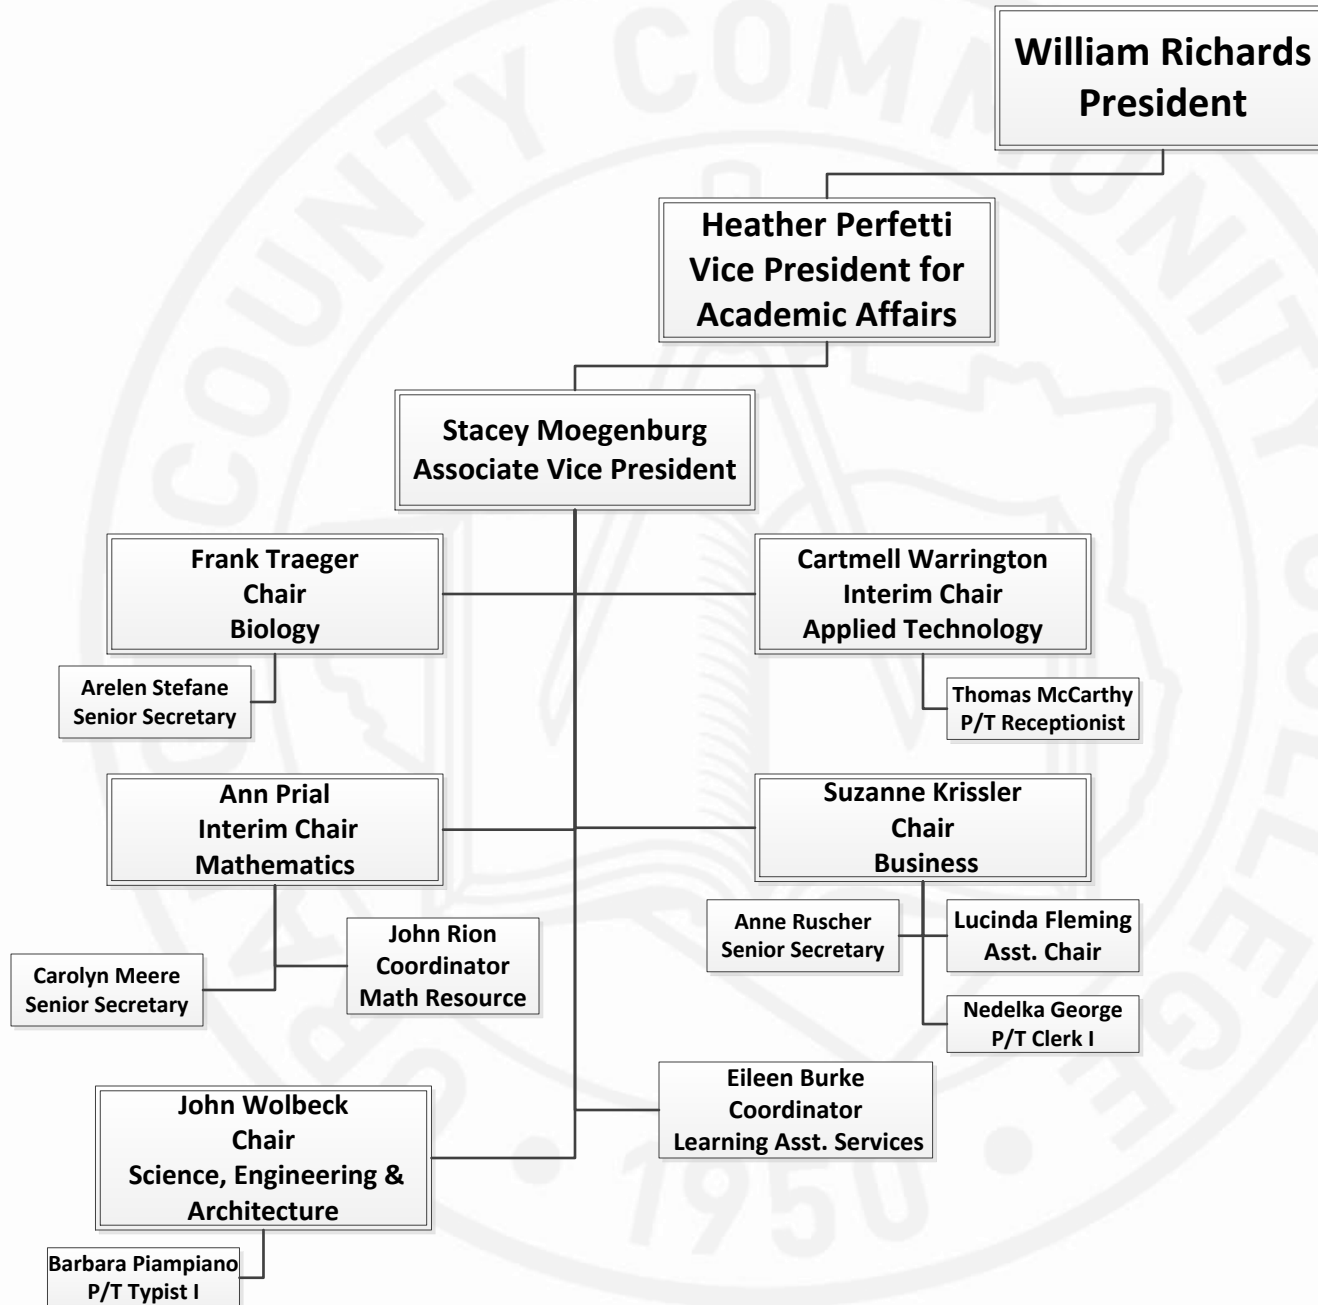 William Richards
President
Heather Perfetti
Vice President for
Academic Affairs
Stacey Moegenburg
Associate Vice President
Frank Traeger
Chair
Biology
Cartmell Warrington
Interim Chair
Applied Technology
Arelen Stefane
Senior Secretary
Thomas McCarthy
P/T Receptionist
Ann Prial
Interim Chair
Mathematics
Suzanne Krissler
Chair
Business
John Rion
Coordinator
Math Resource
Carolyn Meere
Senior Secretary
Anne Ruscher
Senior Secretary
Lucinda Fleming
Asst. Chair
Nedelka George
P/T Clerk I
John Wolbeck
Chair
Science, Engineering &
Architecture
Eileen Burke
Coordinator
Learning Asst. Services
Barbara Piampiano
P/T Typist I
COUNTY COMMUNITY COLLEGE
1950